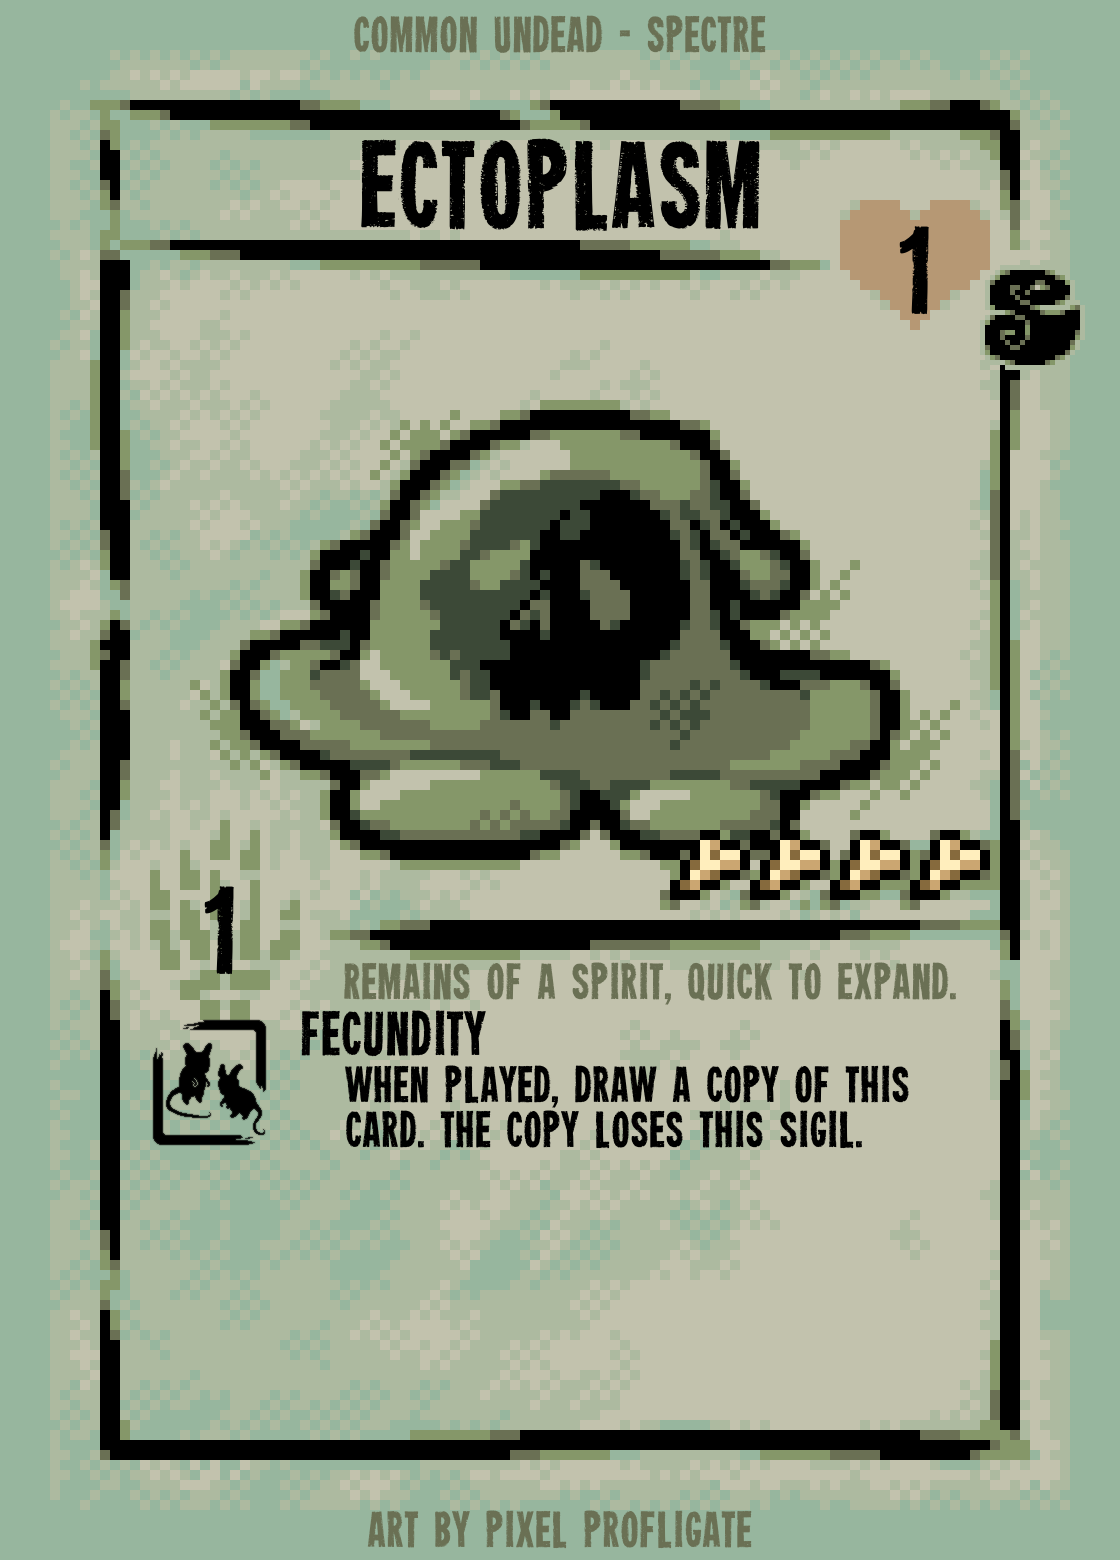 COMMON UNDEAD - SPECTRE
ECTOPLASM
1
1
REMAINS OF A SPIRIT, QUICK TO EXPAND.
FECUNDITY
WHEN PLAYED, DRAW A COPY OF THIS
CARD. THE COPY LOSES THIS SIGIL.
ART BY PIXEL PROFLIGATE